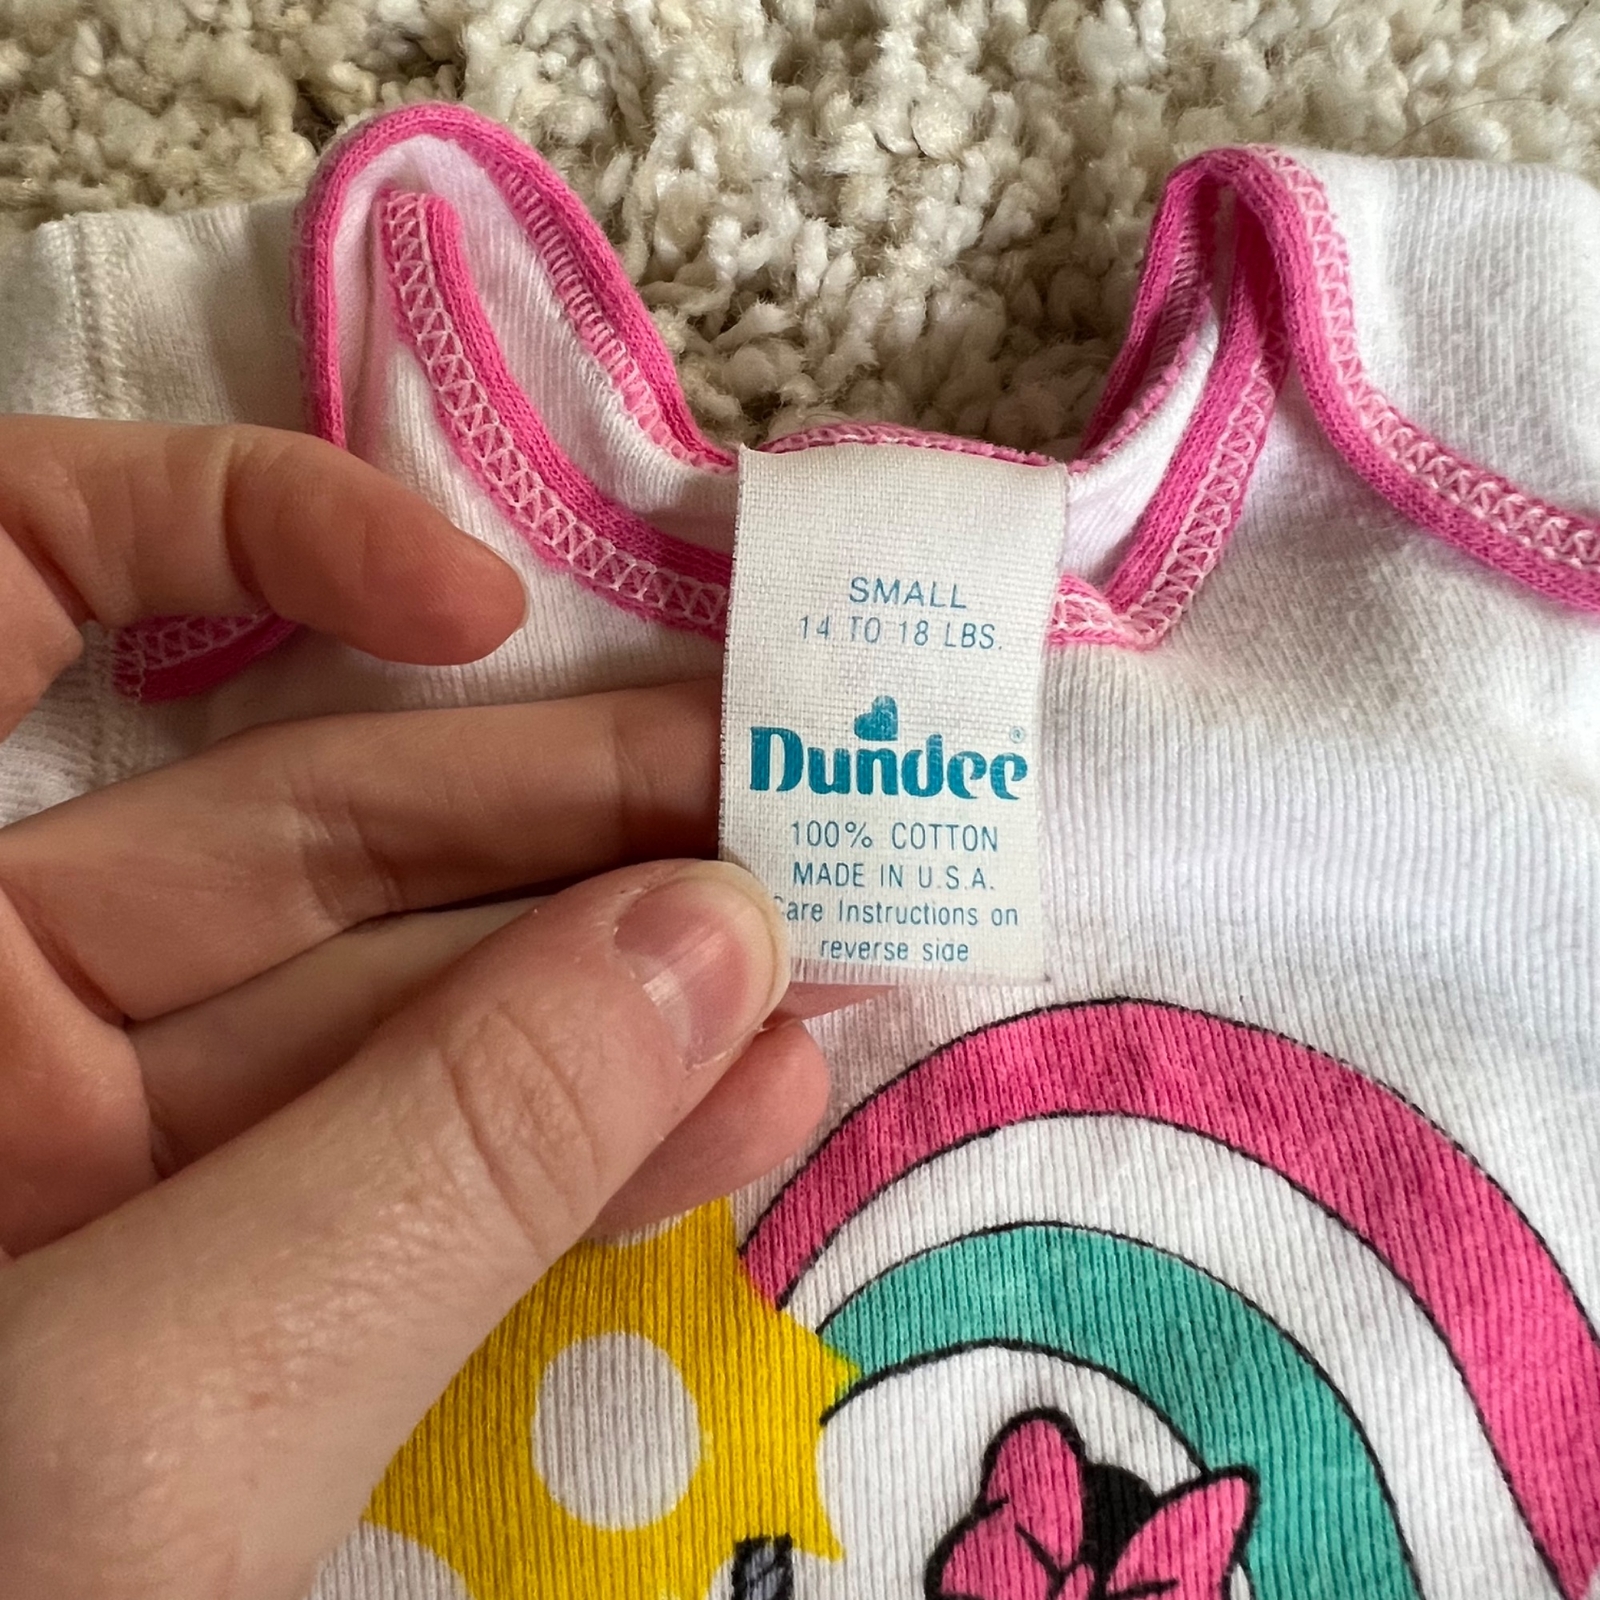 SMALL
14 TO 18 LBS.
Dundee®
100% COTTON
MADE IN U.S.A.
Care Instructions on
reverse side